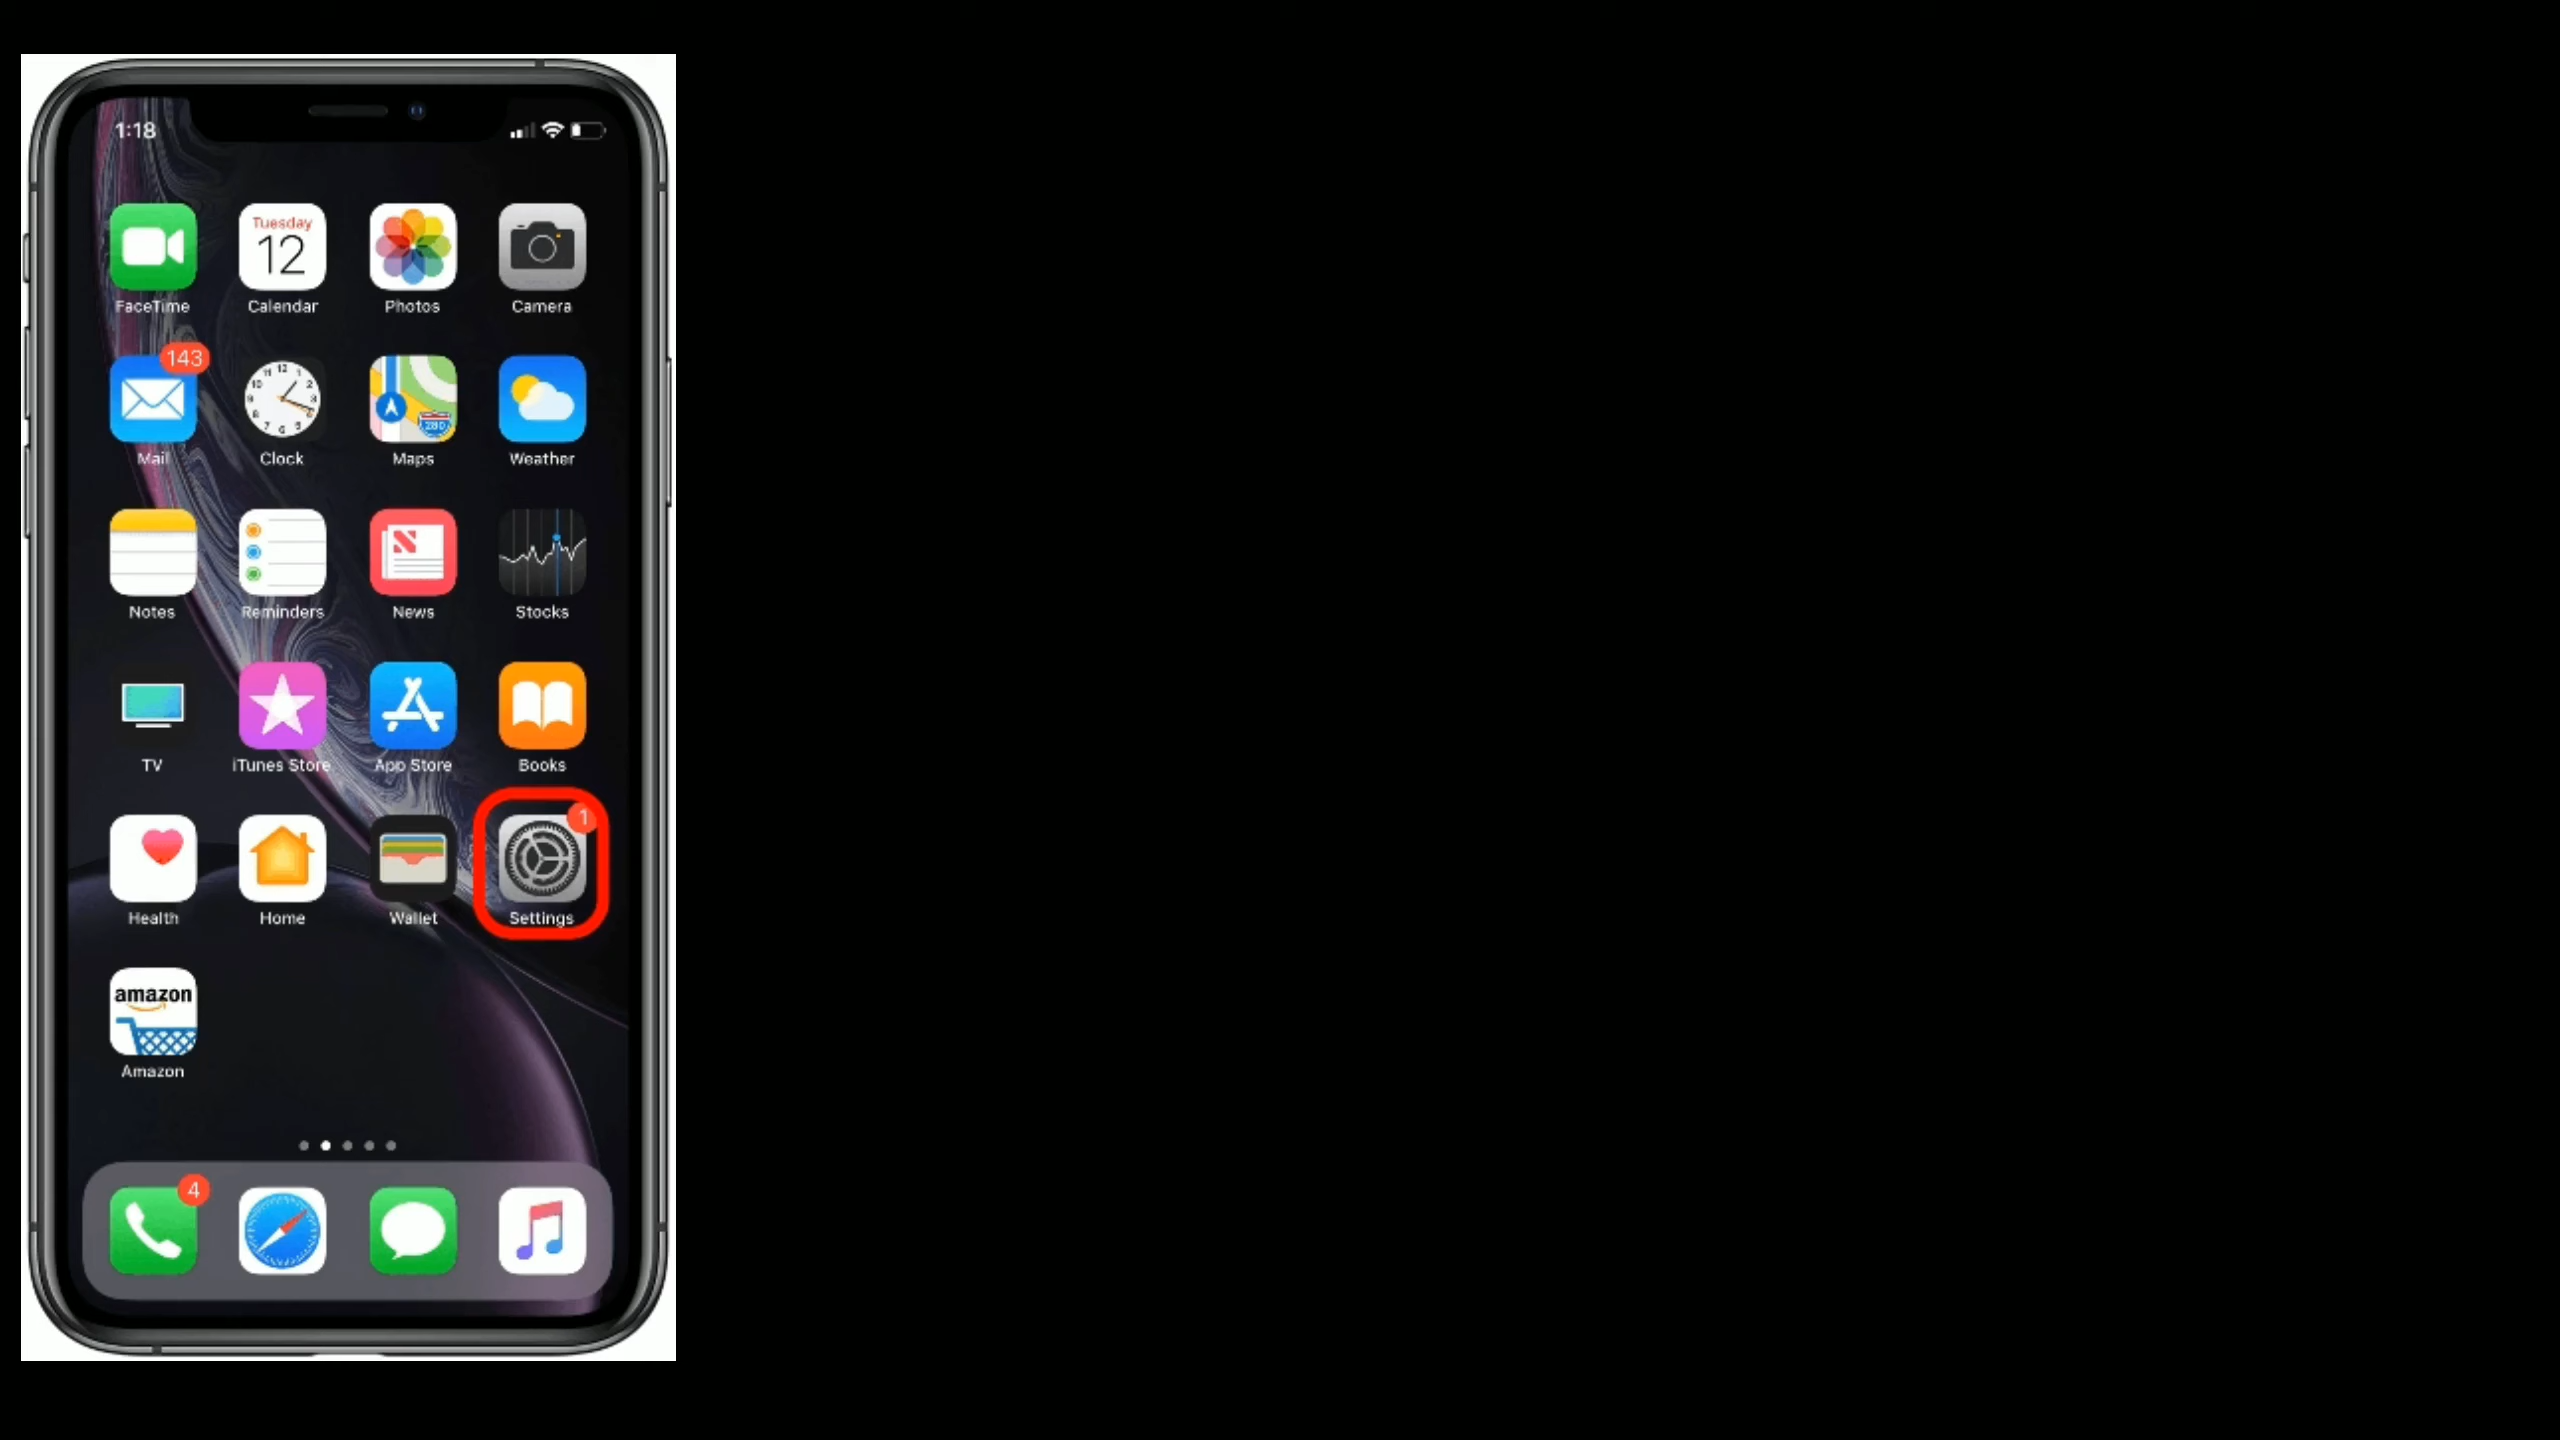 1:18
Tuesday
12
FaceTime Calendar Photos Camera
143
280
Mail Clock Maps Weather
Notes Reminders News Stocks
TV iTunes Store App Store Books
1
Health Home Wallet Settings
amazon
Amazon
4